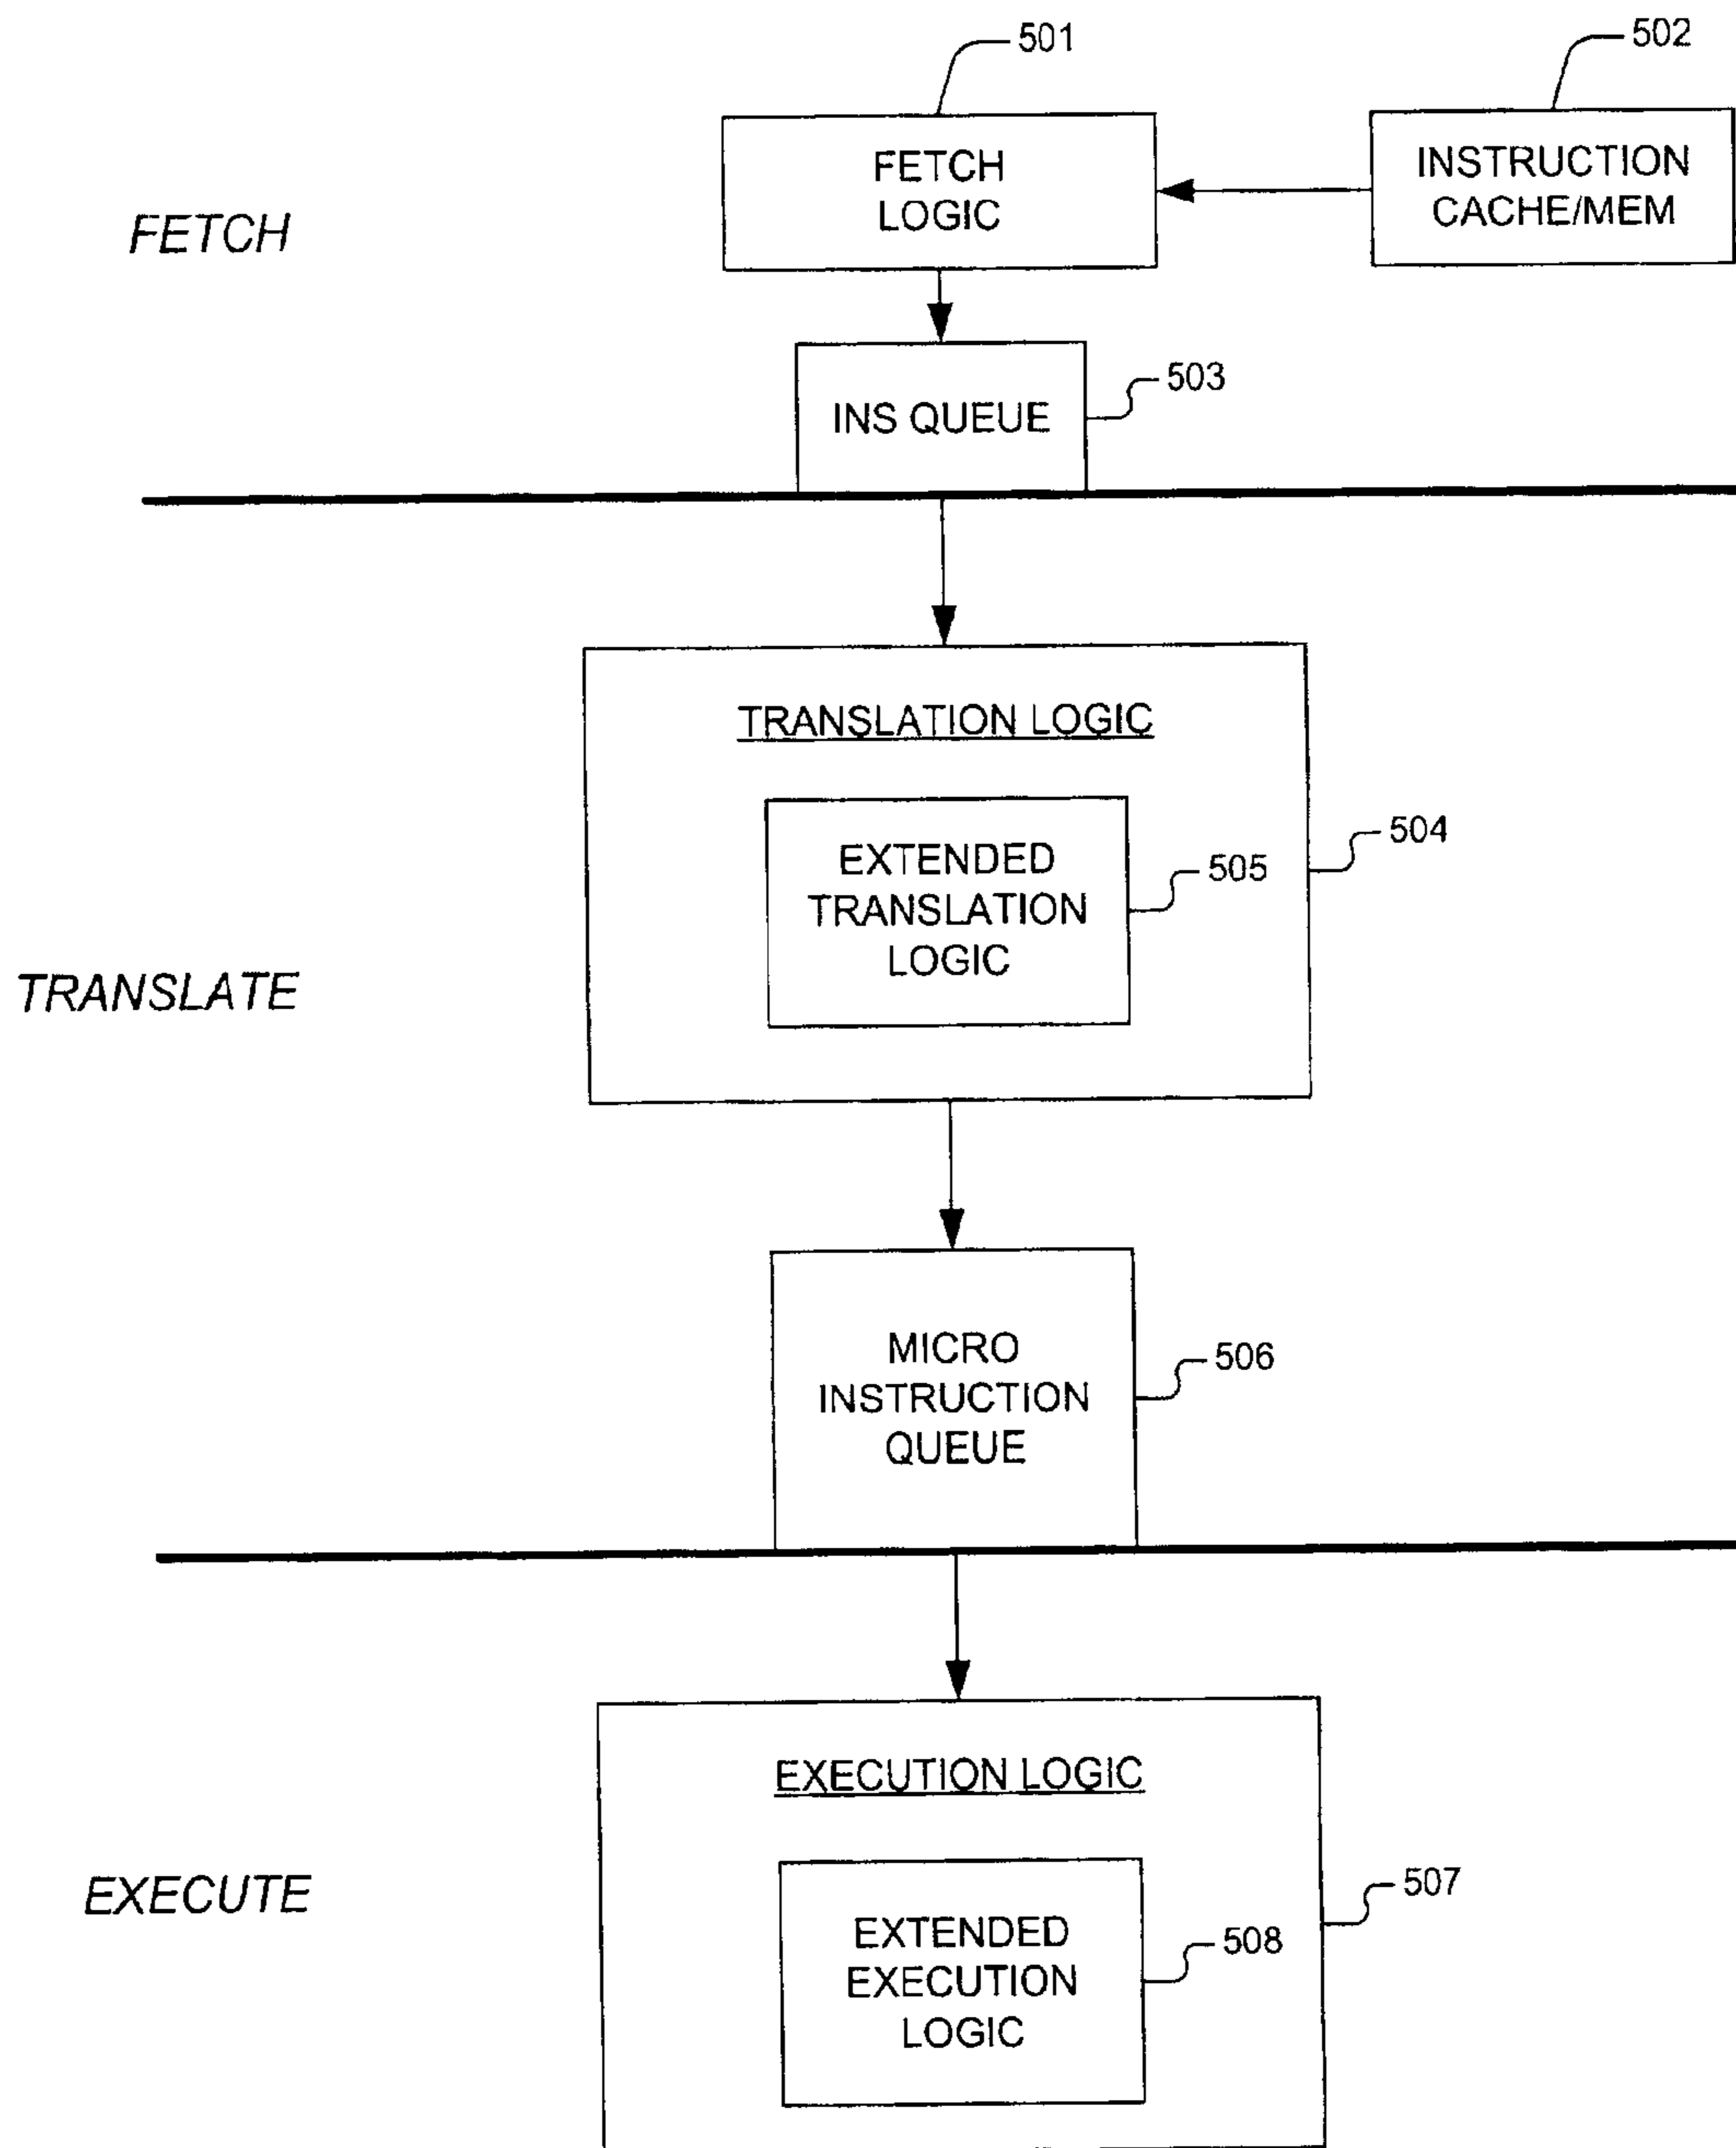 501
502
FETCH
LOGIC
INSTRUCTION
CACHE/MEM
FETCH
503
INS QUEUE
TRANSLATION LOGIC
504
EXTENDED
TRANSLATION
LOGIC
505
TRANSLATE
MICRO
INSTRUCTION
QUEUE
506
EXECUTION LOGIC
EXECUTE
507
EXTENDED
EXECUTION
LOGIC
508